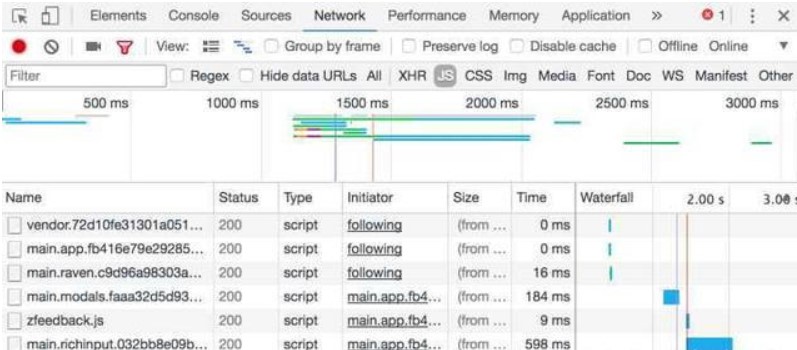 Elements Console Sources Network Performance Memory Application » 1
View: Group by frame Preserve log Disable cache Offline Online
Filter Regex Hide data URLs All XHR JS CSS Img Media Font Doc WS Manifest Other
500 ms 1000 ms 1500 ms 2000 ms 2500 ms 3000 ms
Name Status Type Initiator Size Time Waterfall 2.00 s 3.00 s
vendor.72d10fe31301a051... 200 script following (from ... 0 ms
main.app.fb416e79e29285... 200 script following (from ... 0 ms
main.raven.c9d96a98303a... 200 script following (from ... 16 ms
main.modals.faaa32d5d93... 200 script main.app.fb4... (from ... 184 ms
zfeedback.js 200 script main.app.fb4... (from ... 9 ms
main.richinput.032bb8e09b... 200 script main.app.fb4... (from ... 598 ms